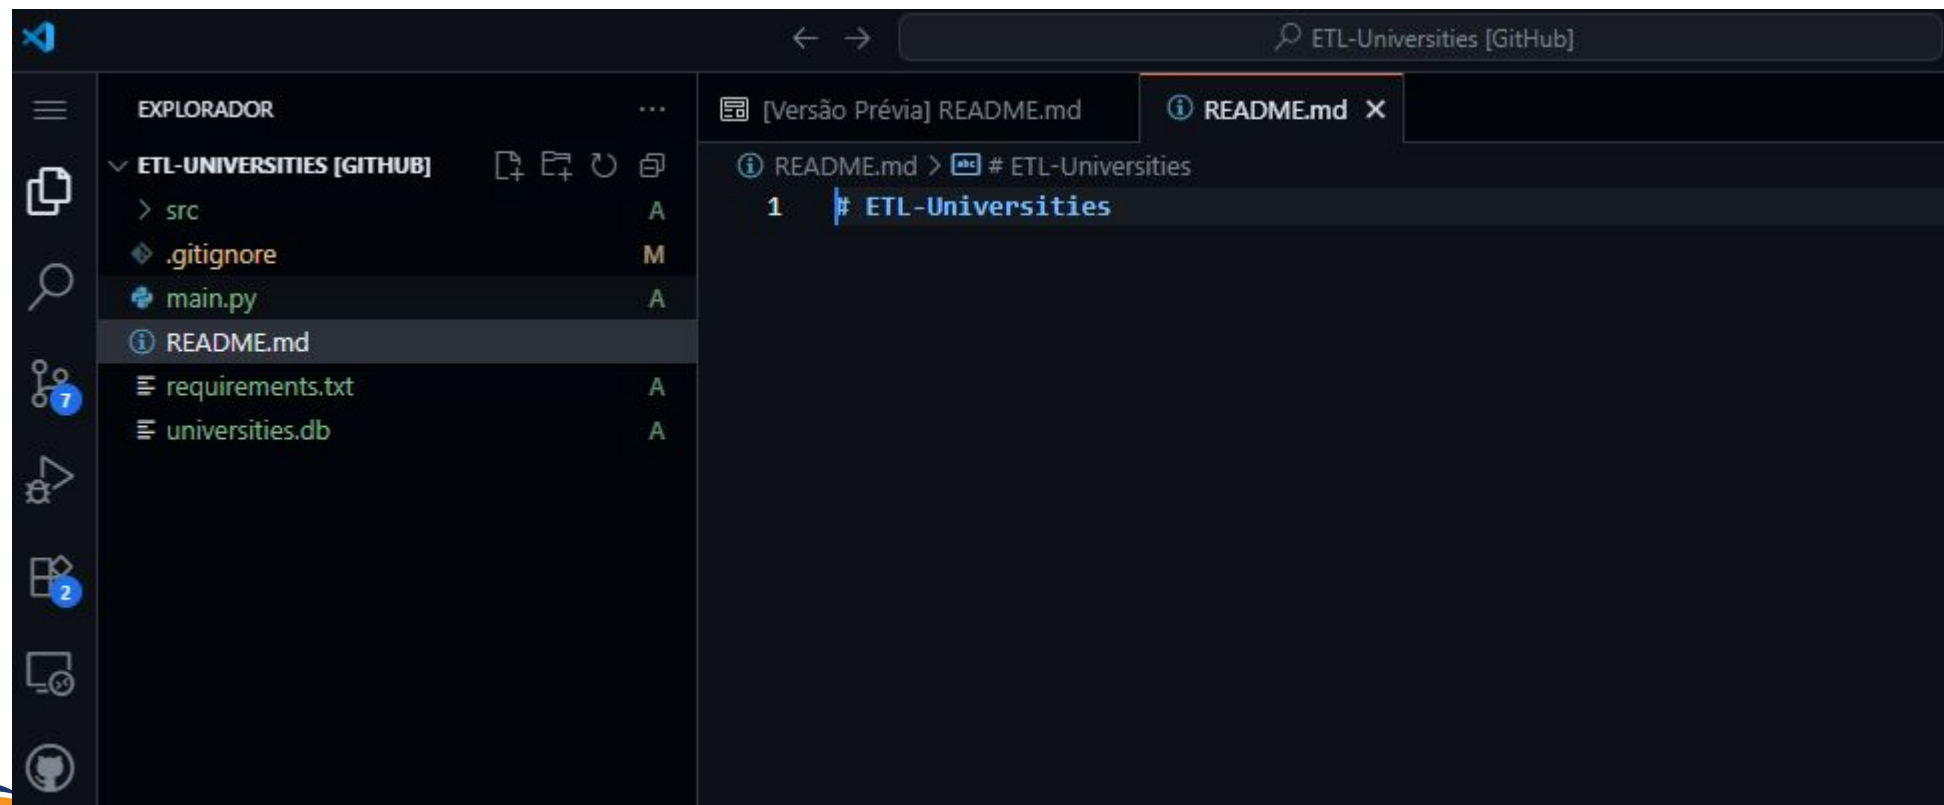 ETL-Universities [GitHub]
EXPLORADOR
ETL-UNIVERSITIES [GITHUB]
src A
.gitignore M
main.py A
README.md
requirements.txt A
universities.db A
7
2
[Versão Prévia] README.md
README.md
README.md > abc # ETL-Universities
1 # ETL-Universities